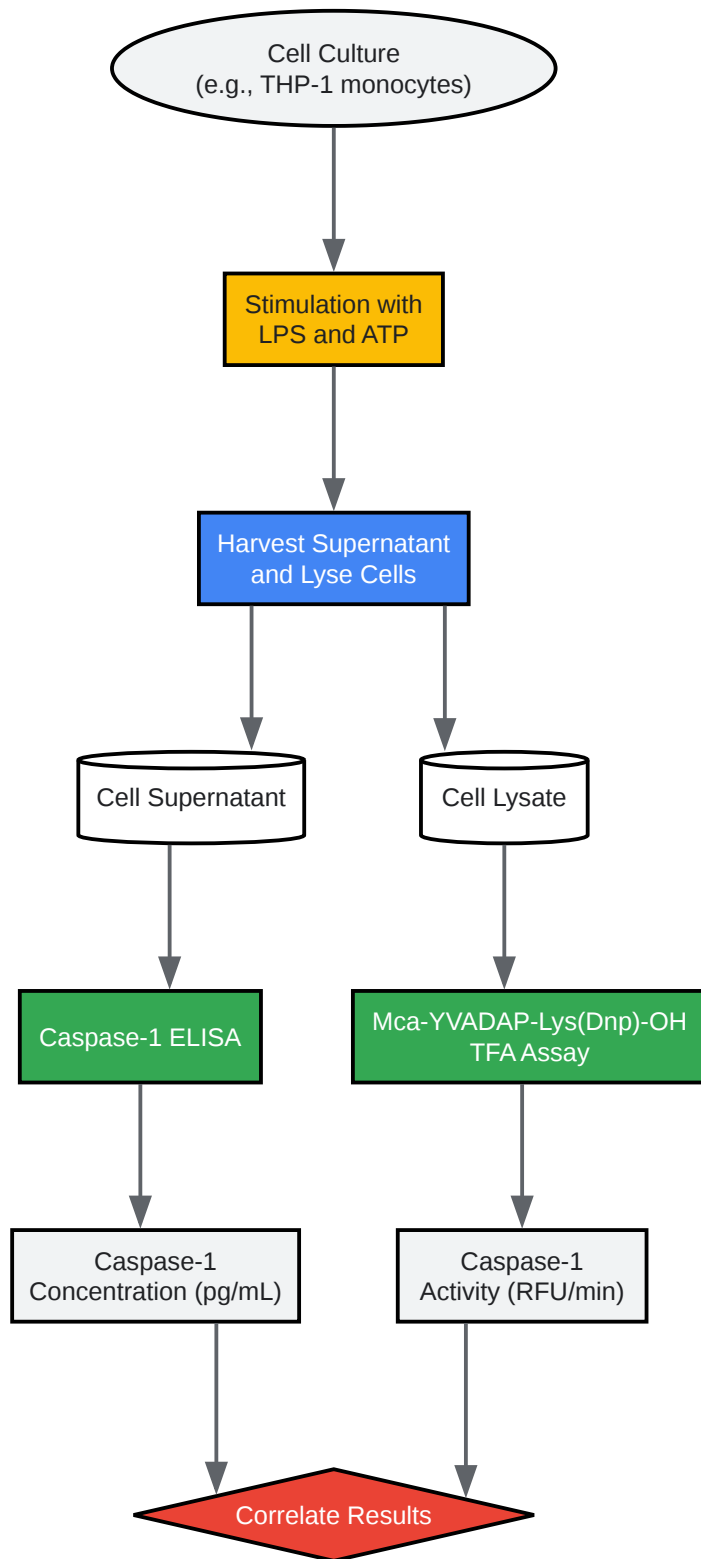 Cell Culture
(e.g., THP-1 monocytes)
Stimulation with
LPS and ATP
Harvest Supernatant
and Lyse Cells
Cell Supernatant
Cell Lysate
Caspase-1 ELISA
Mca-YVADAP-Lys(Dnp)-OH
TFA Assay
Caspase-1
Concentration (pg/mL)
Caspase-1
Activity (RFU/min)
Correlate Results